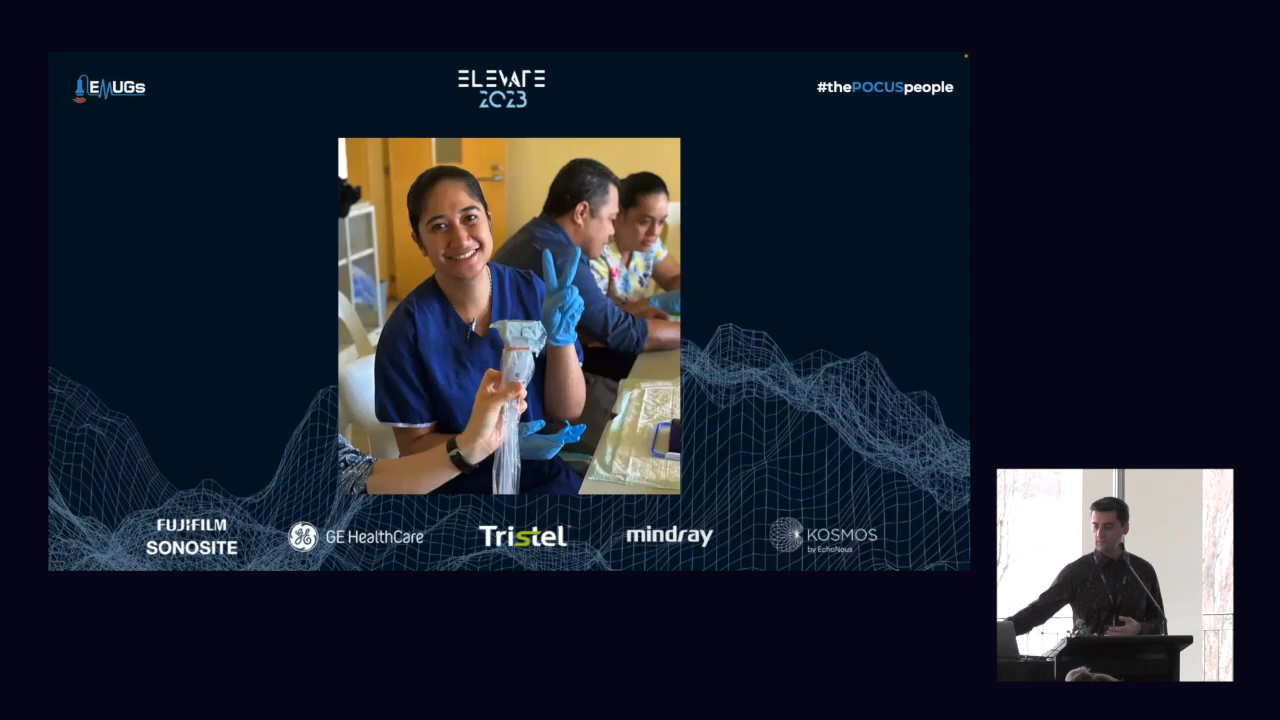 EMUGs
ELEVATE
2023
#thePOCUSpeople
FUJIFILM
SONOSITE
GE HealthCare
Tristel
mindray
KOSMOS
by EchoNous